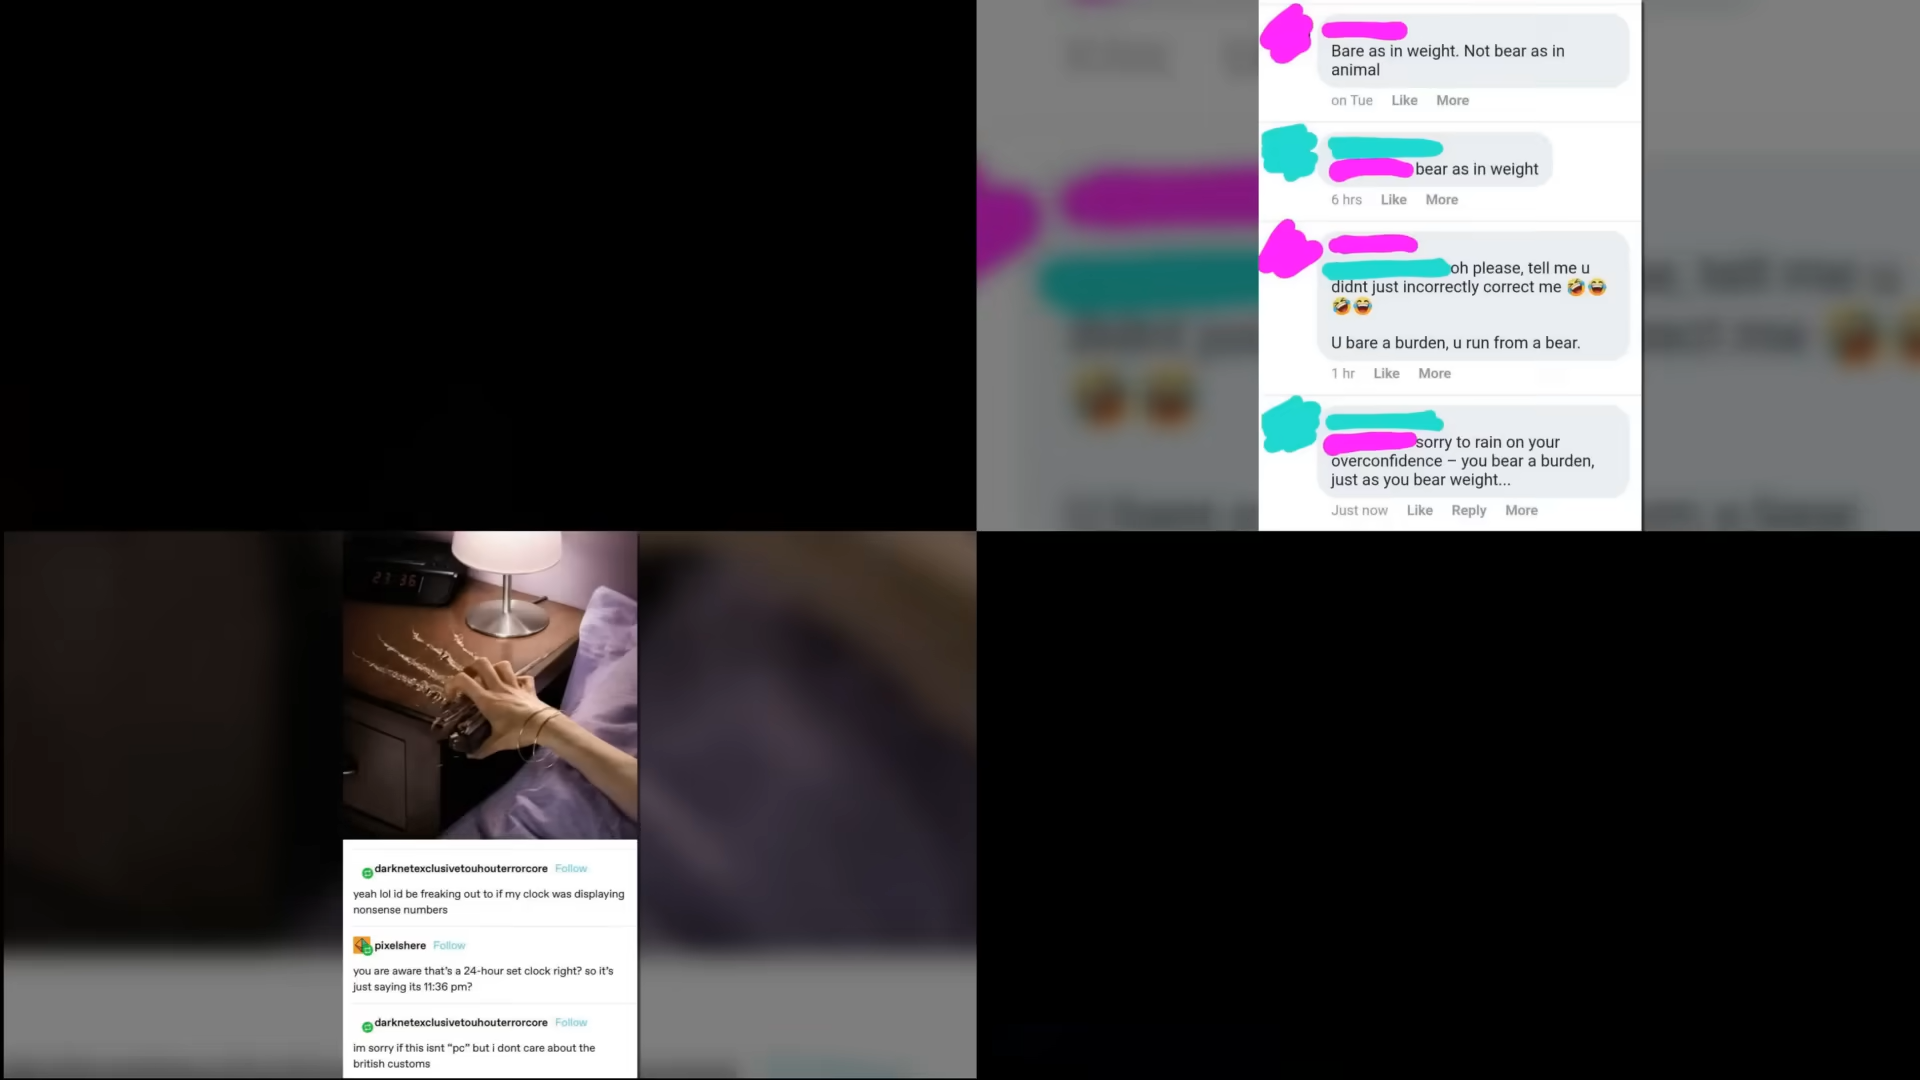 Bare as in weight. Not bear as in
animal
on Tue Like More
bear as in weight
6 hrs Like More
oh please, tell me u
didnt just incorrectly correct me 🤣😂
🤣😂
U bare a burden, u run from a bear.
1 hr Like More
sorry to rain on your
overconfidence – you bear a burden,
just as you bear weight...
Just now Like Reply More
darknetexclusivetouhouterrorcore Follow
yeah lol id be freaking out to if my clock was displaying
nonsense numbers
pixelshere Follow
you are aware that's a 24-hour set clock right? so it's
just saying its 11:36 pm?
darknetexclusivetouhouterrorcore Follow
im sorry if this isnt "pc" but i dont care about the
british customs